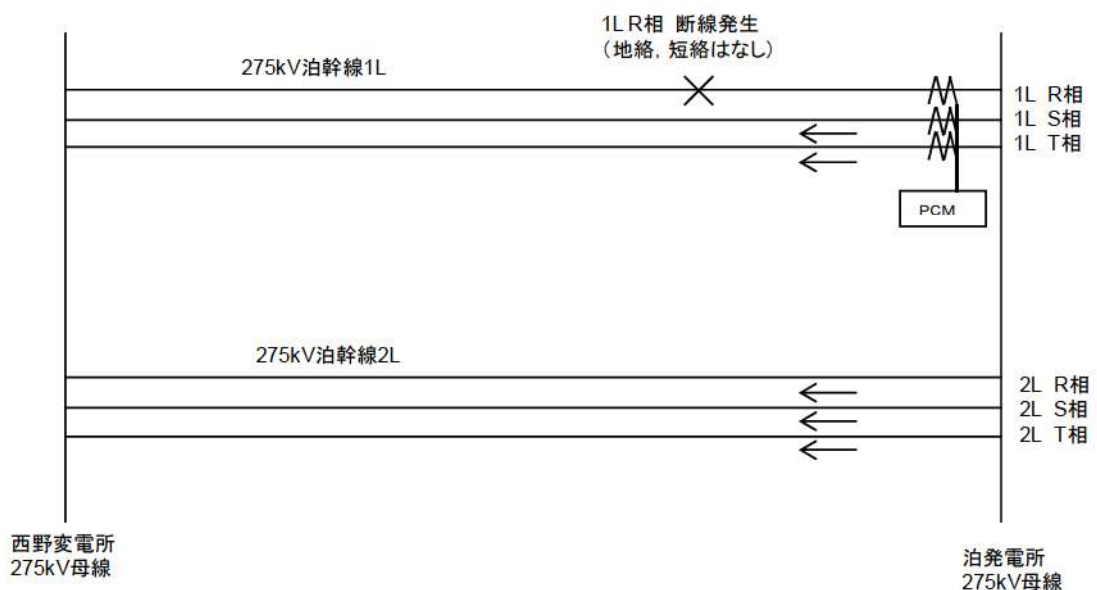 1L R相 断線発生
（地絡，短絡はなし）
275kV泊幹線1L
1L R相
1L S相
1L T相
PCM
275kV泊幹線2L
2L R相
2L S相
2L T相
西野変電所
275kV母線
泊発電所
275kV母線